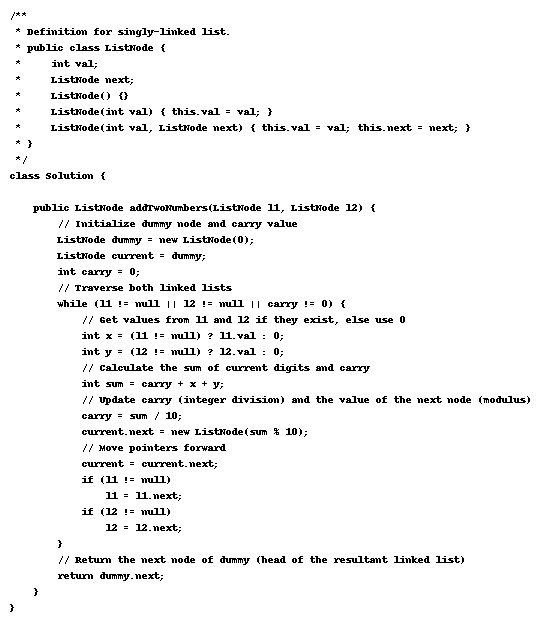 /**
 * Definition for singly-linked list.
 * public class ListNode {
 *     int val;
 *     ListNode next;
 *     ListNode() {}
 *     ListNode(int val) { this.val = val; }
 *     ListNode(int val, ListNode next) { this.val = val; this.next = next; }
 * }
 */
class Solution {

    public ListNode addTwoNumbers(ListNode l1, ListNode l2) {
        // Initialize dummy node and carry value
        ListNode dummy = new ListNode(0);
        ListNode current = dummy;
        int carry = 0;
        // Traverse both linked lists
        while (l1 != null || l2 != null || carry != 0) {
            // Get values from l1 and l2 if they exist, else use 0
            int x = (l1 != null) ? l1.val : 0;
            int y = (l2 != null) ? l2.val : 0;
            // Calculate the sum of current digits and carry
            int sum = carry + x + y;
            // Update carry (integer division) and the value of the next node (modulus)
            carry = sum / 10;
            current.next = new ListNode(sum % 10);
            // Move pointers forward
            current = current.next;
            if (l1 != null)
                l1 = l1.next;
            if (l2 != null)
                l2 = l2.next;
        }
        // Return the next node of dummy (head of the resultant linked list)
        return dummy.next;
    }
}